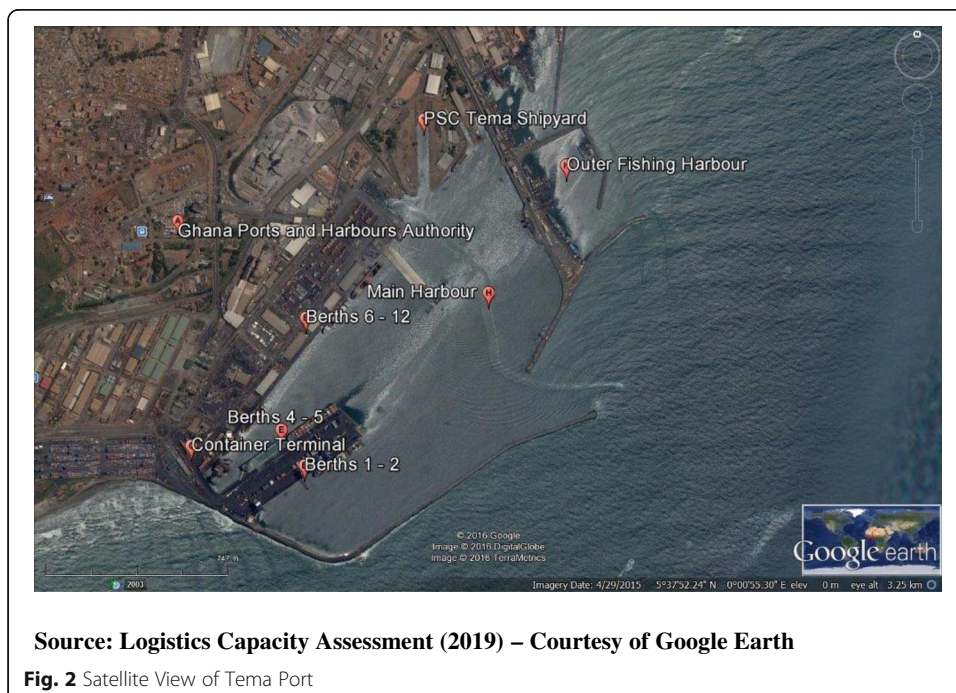 N
PSC Tema Shipyard
Outer Fishing Harbour
A
Ghana Ports and Harbours Authority
Main Harbour
H
Berths 6 - 12
Berths 4 - 5
E
Container Terminal
Berths 1 - 2
© 2016 Google
Image © 2016 DigitalGlobe
Image © 2016 TerraMetrics
Google earth
2003
Imagery Date: 4/29/2015 5°37'52.24" N 0°00'55.30" E elev 0 m eye alt 3.25 km
Source: Logistics Capacity Assessment (2019) – Courtesy of Google Earth
Fig. 2 Satellite View of Tema Port